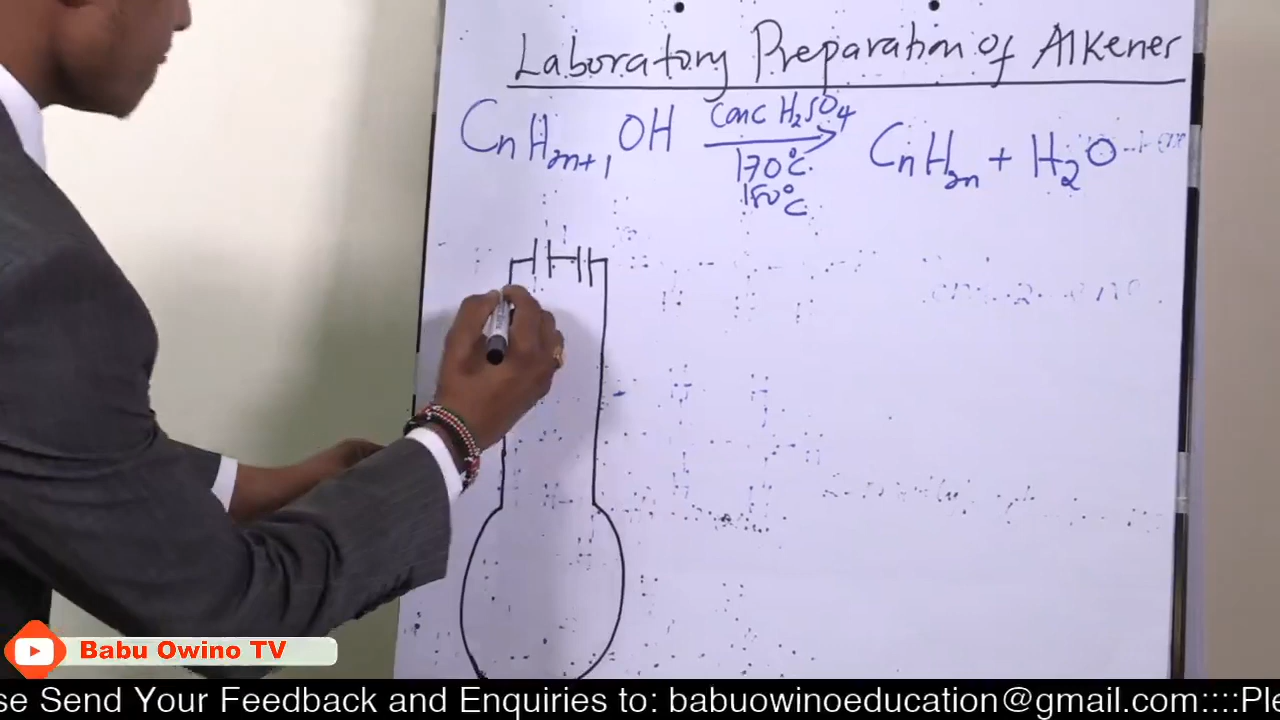 Laboratory Preparation of Alkenes
CnH2n+1OH conc H2SO4 CnH2n + H2O
170°C.
180°C
Babu Owino TV
se Send Your Feedback and Enquiries to: babuowinoeducation@gmail.com::::Ple